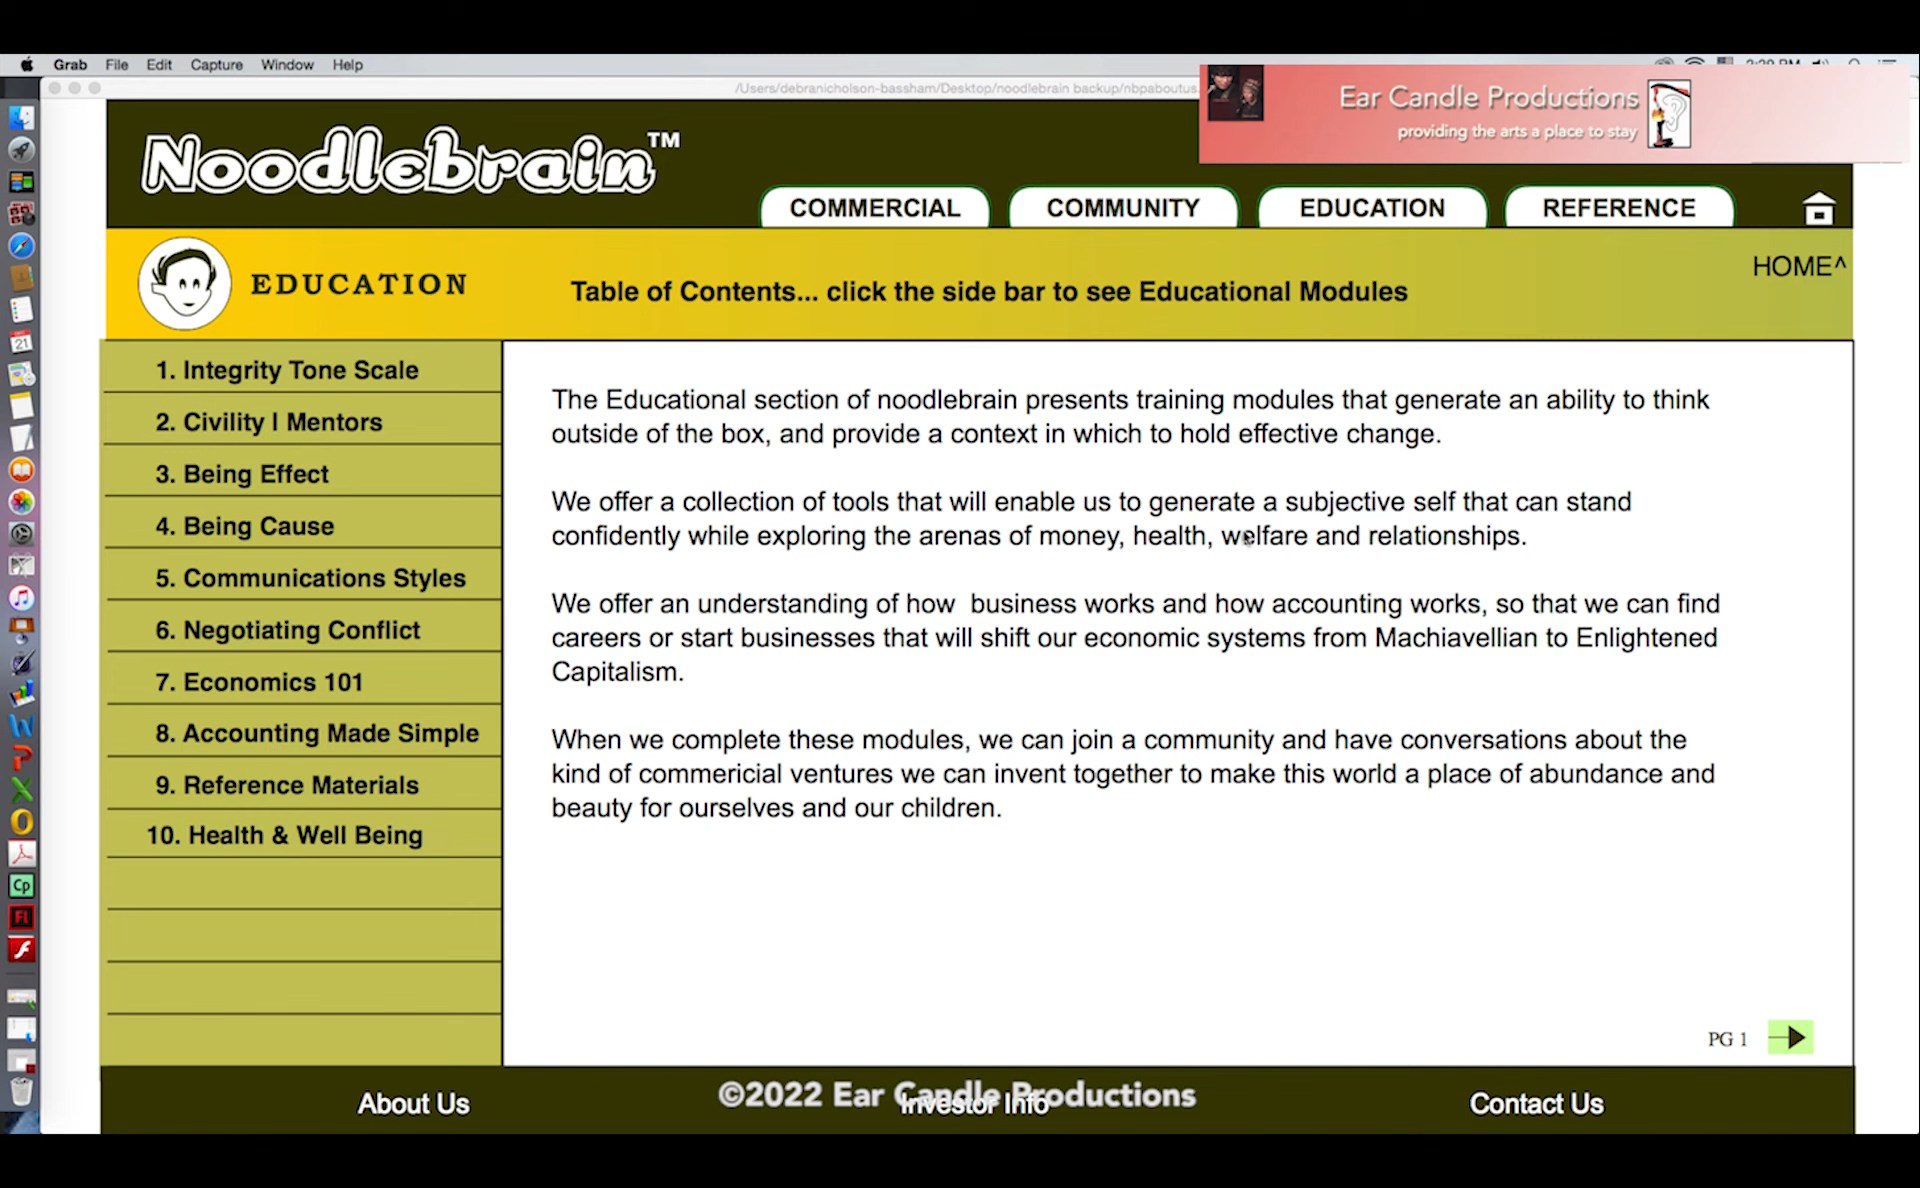 Grab File Edit Capture Window Help
/Users/debranicholson-bassham/Desktop/noodlebrain backup/nbpaboutus.
Ear Candle Productions
providing the arts a place to stay
Noodlebrain™
COMMERCIAL COMMUNITY EDUCATION REFERENCE
HOME^
EDUCATION
Table of Contents... click the side bar to see Educational Modules
1. Integrity Tone Scale
2. Civility | Mentors
3. Being Effect
4. Being Cause
5. Communications Styles
6. Negotiating Conflict
7. Economics 101
8. Accounting Made Simple
9. Reference Materials
10. Health & Well Being
The Educational section of noodlebrain presents training modules that generate an ability to think
outside of the box, and provide a context in which to hold effective change.
We offer a collection of tools that will enable us to generate a subjective self that can stand
confidently while exploring the arenas of money, health, welfare and relationships.
We offer an understanding of how  business works and how accounting works, so that we can find
careers or start businesses that will shift our economic systems from Machiavellian to Enlightened
Capitalism.
When we complete these modules, we can join a community and have conversations about the
kind of commericial ventures we can invent together to make this world a place of abundance and
beauty for ourselves and our children.
PG 1
About Us
Investor Info
Contact Us
©2022 Ear Candle Productions
21
Cp
Fl